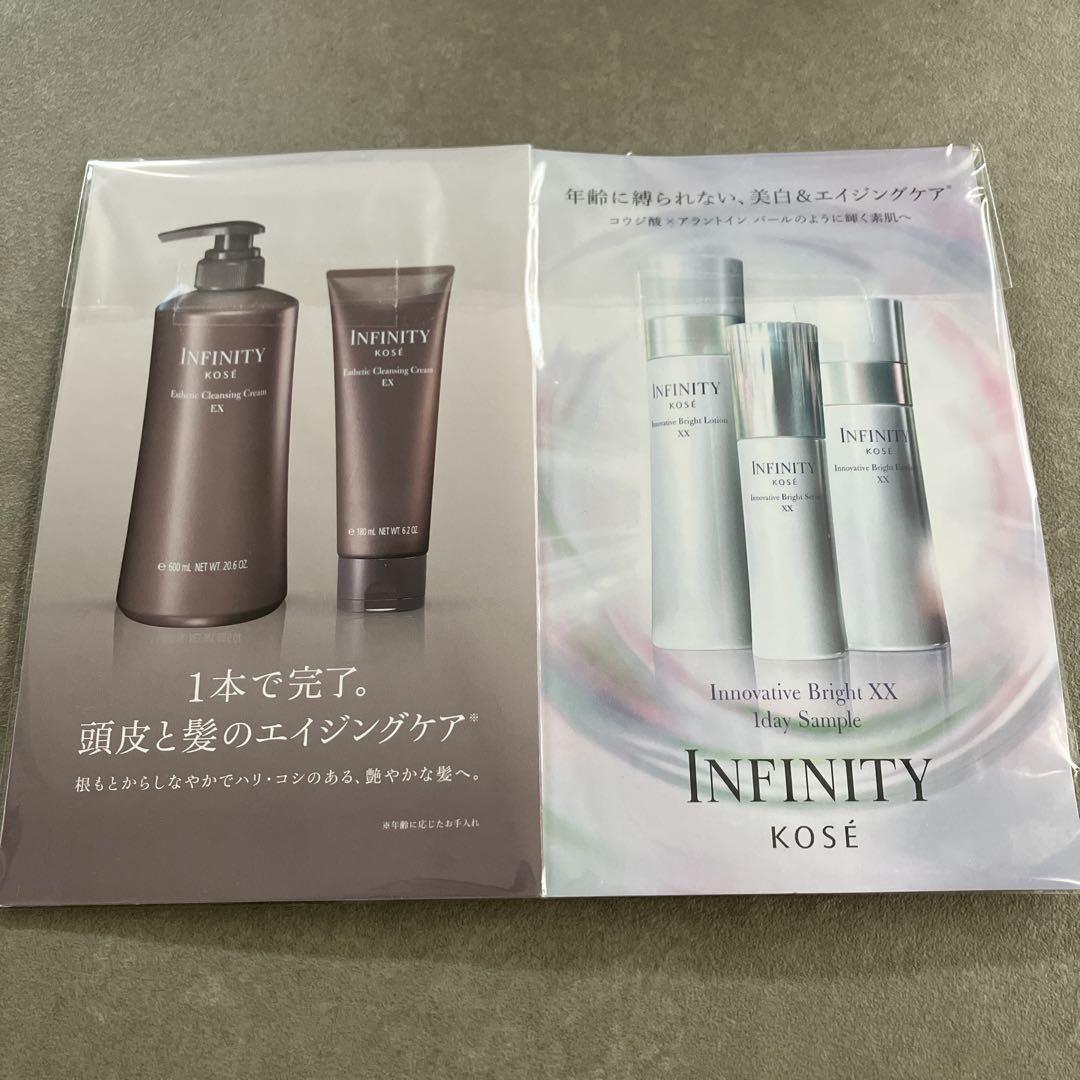 INFINITY
KOSÉ
Esthetic Cleansing Cream
EX
℮ 600 mL NET WT. 20.6 OZ.
INFINITY
KOSÉ
Esthetic Cleansing Cream
EX
℮ 180 mL NET WT. 6.2 OZ.
1本で完了。
頭皮と髪のエイジングケア※
根もとからしなやかでハリ・コシのある、艶やかな髪へ。
※年齢に応じたお手入れ
年齢に縛られない、美白&エイジングケア※
コウジ酸×アラントイン パールのように輝く素肌へ
INFINITY
KOSÉ
Innovative Bright Lotion
XX
INFINITY
KOSÉ
Innovative Bright Serum
XX
INFINITY
KOSÉ
Innovative Bright
XX
Innovative Bright XX
1day Sample
INFINITY
KOSÉ